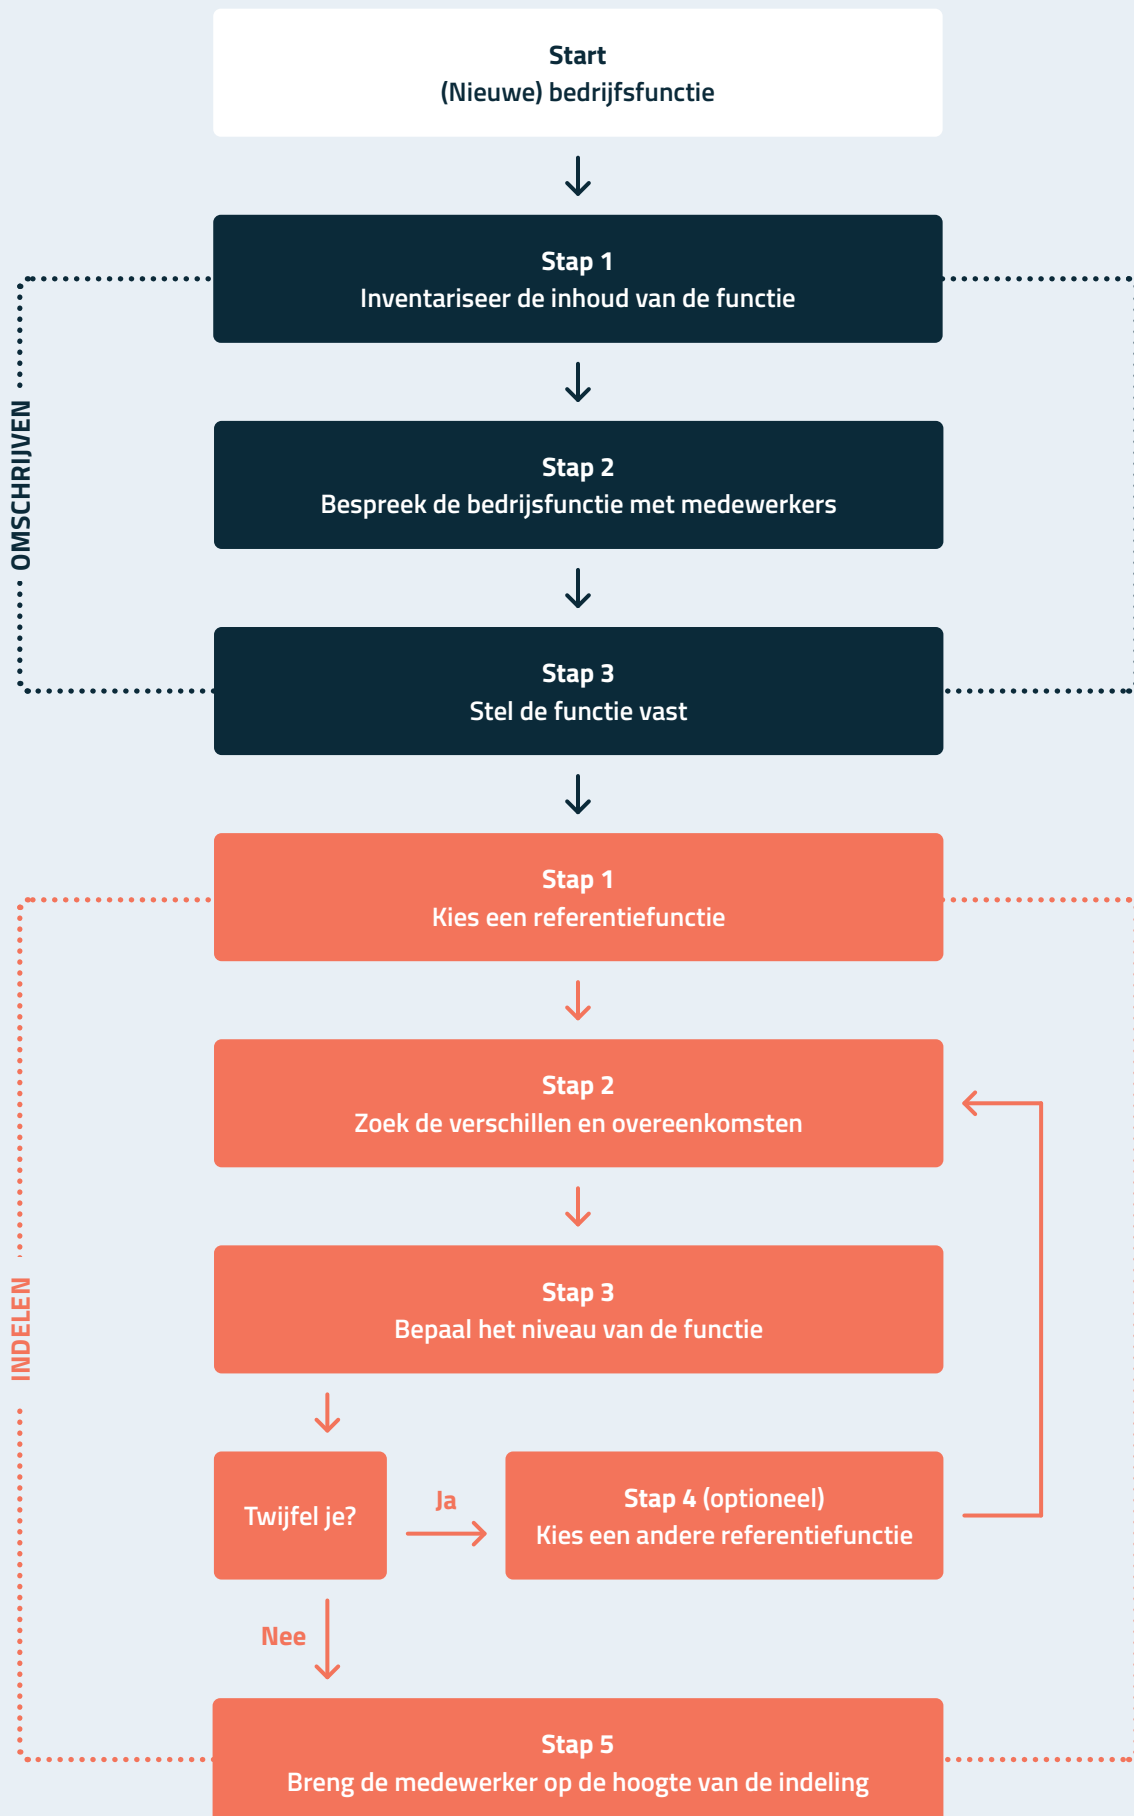 Start
(Nieuwe) bedrijfsfunctie
Stap 1
Inventariseer de inhoud van de functie
OMSCHRIJVEN
Stap 2
Bespreek de bedrijsfunctie met medewerkers
Stap 3
Stel de functie vast
Stap 1
Kies een referentiefunctie
Stap 2
Zoek de verschillen en overeenkomsten
INDELEN
Stap 3
Bepaal het niveau van de functie
Twijfel je?
Ja
Stap 4 (optioneel)
Kies een andere referentiefunctie
Nee
Stap 5
Breng de medewerker op de hoogte van de indeling